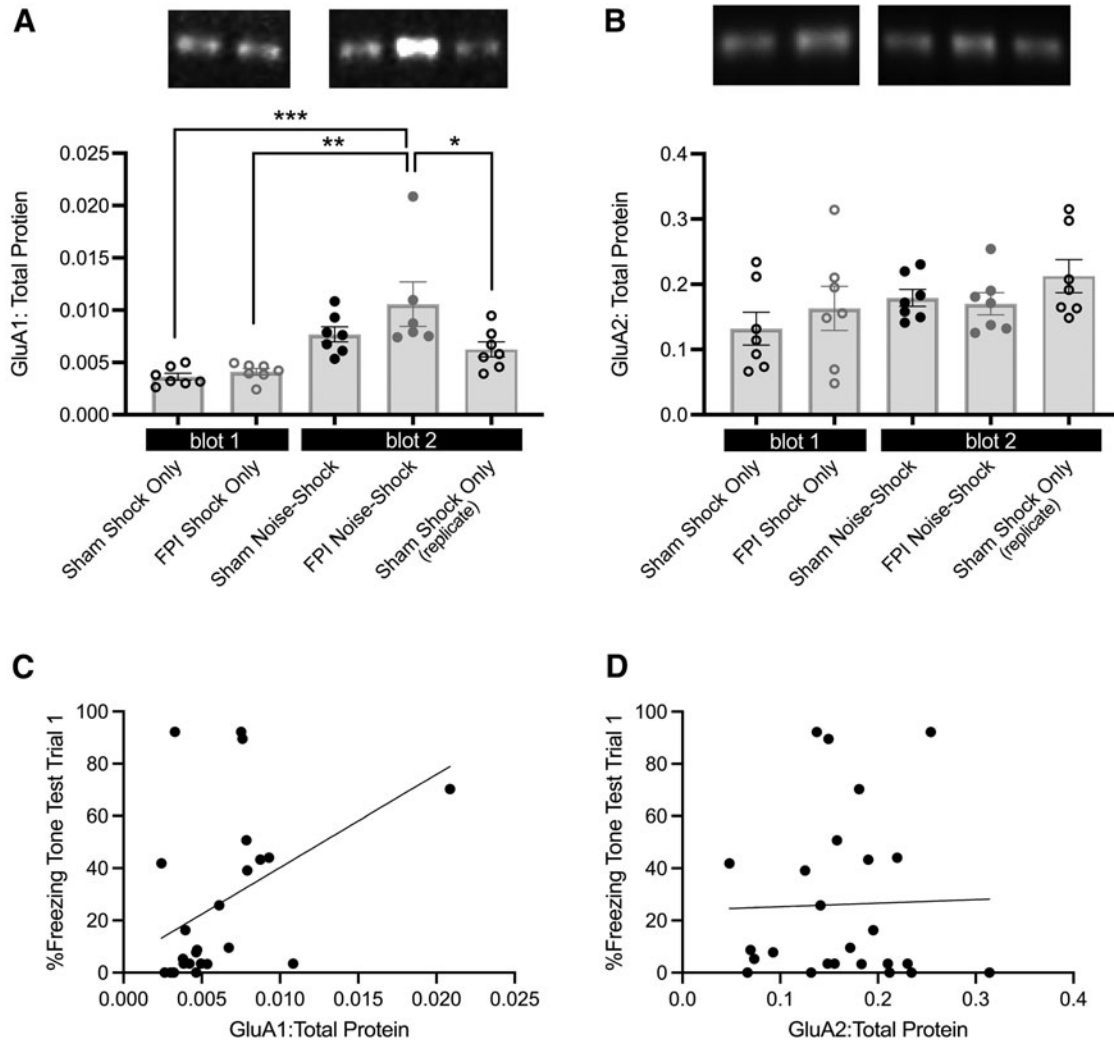 A
B
***
**
*
0.025
0.020
0.015
0.010
0.005
0.000
GluA1: Total Protien
blot 1
blot 2
Sham Shock Only
FPI Shock Only
Sham Noise-Shock
FPI Noise-Shock
Sham Shock Only
(replicate)
0.4
0.3
0.2
0.1
0.0
GluA2: Total Protein
blot 1
blot 2
Sham Shock Only
FPI Shock Only
Sham Noise-Shock
FPI Noise-Shock
Sham Shock Only
(replicate)
C
%Freezing Tone Test Trial 1
100
80
60
40
20
0
0.000 0.005 0.010 0.015 0.020 0.025
GluA1:Total Protein
D
%Freezing Tone Test Trial 1
100
80
60
40
20
0
0.0 0.1 0.2 0.3 0.4
GluA2:Total Protein